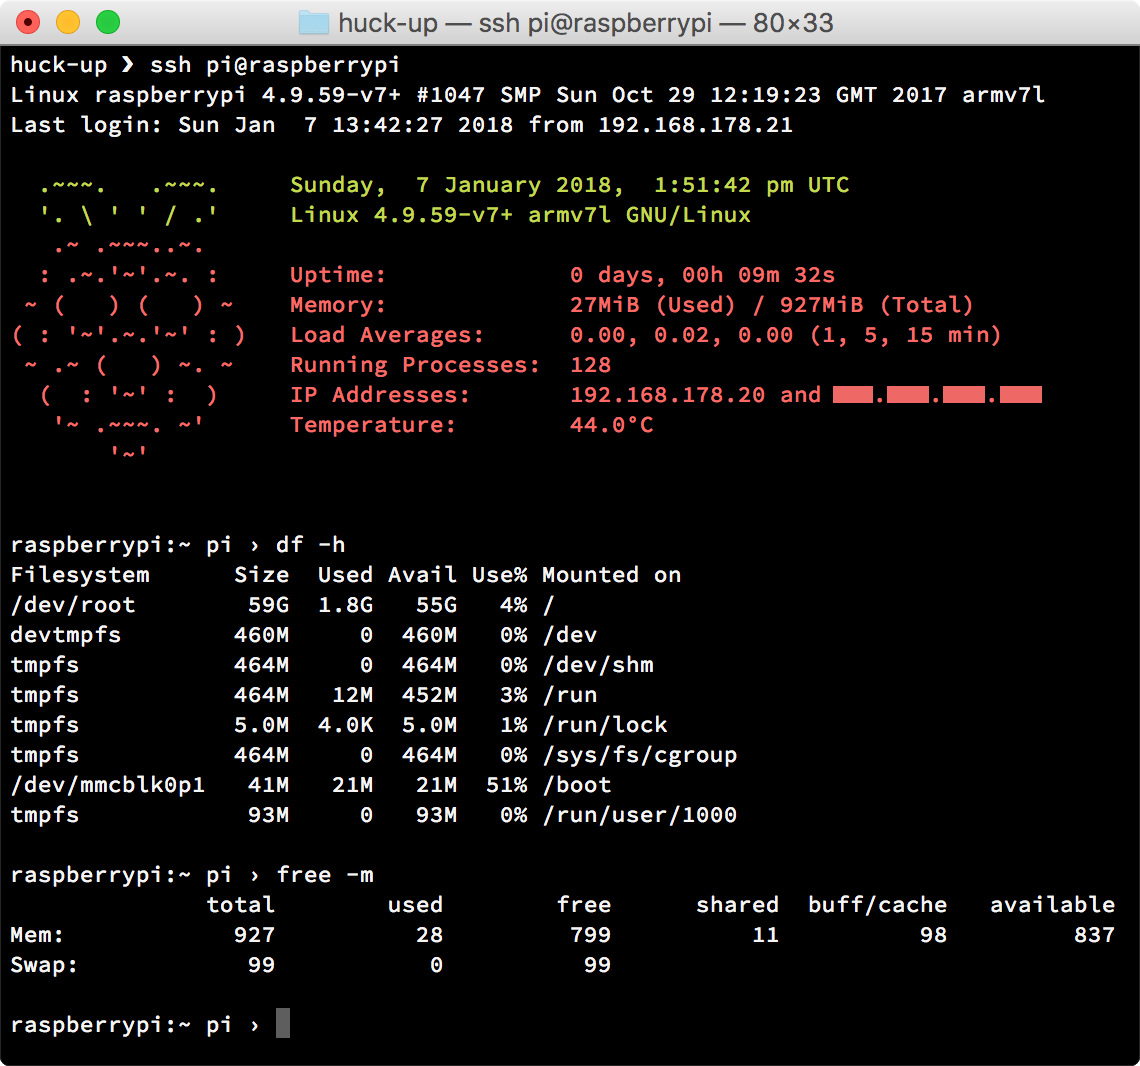 huck-up — ssh pi@raspberrypi — 80×33
huck-up ❯ ssh pi@raspberrypi
Linux raspberrypi 4.9.59-v7+ #1047 SMP Sun Oct 29 12:19:23 GMT 2017 armv7l
Last login: Sun Jan  7 13:42:27 2018 from 192.168.178.21
  .~~~.   .~~~.     Sunday,  7 January 2018,  1:51:42 pm UTC
  '. \ ' ' / .'     Linux 4.9.59-v7+ armv7l GNU/Linux
   .~ .~~~..~.
  : .~.'~'.~. :     Uptime:             0 days, 00h 09m 32s
 ~ (   ) (   ) ~    Memory:             27MiB (Used) / 927MiB (Total)
( : '~'.~.'~' : )   Load Averages:      0.00, 0.02, 0.00 (1, 5, 15 min)
 ~ .~ (   ) ~. ~    Running Processes:  128
  (  : '~' :  )     IP Addresses:       192.168.178.20 and
   '~ .~~~. ~'      Temperature:        44.0°C
       '~'
raspberrypi:~ pi › df -h
Filesystem      Size  Used Avail Use% Mounted on
/dev/root        59G  1.8G   55G   4% /
devtmpfs        460M     0  460M   0% /dev
tmpfs           464M     0  464M   0% /dev/shm
tmpfs           464M   12M  452M   3% /run
tmpfs           5.0M  4.0K  5.0M   1% /run/lock
tmpfs           464M     0  464M   0% /sys/fs/cgroup
/dev/mmcblk0p1   41M   21M   21M  51% /boot
tmpfs            93M     0   93M   0% /run/user/1000
raspberrypi:~ pi › free -m
              total        used        free      shared  buff/cache   available
Mem:            927          28         799          11          98         837
Swap:            99           0          99
raspberrypi:~ pi ›